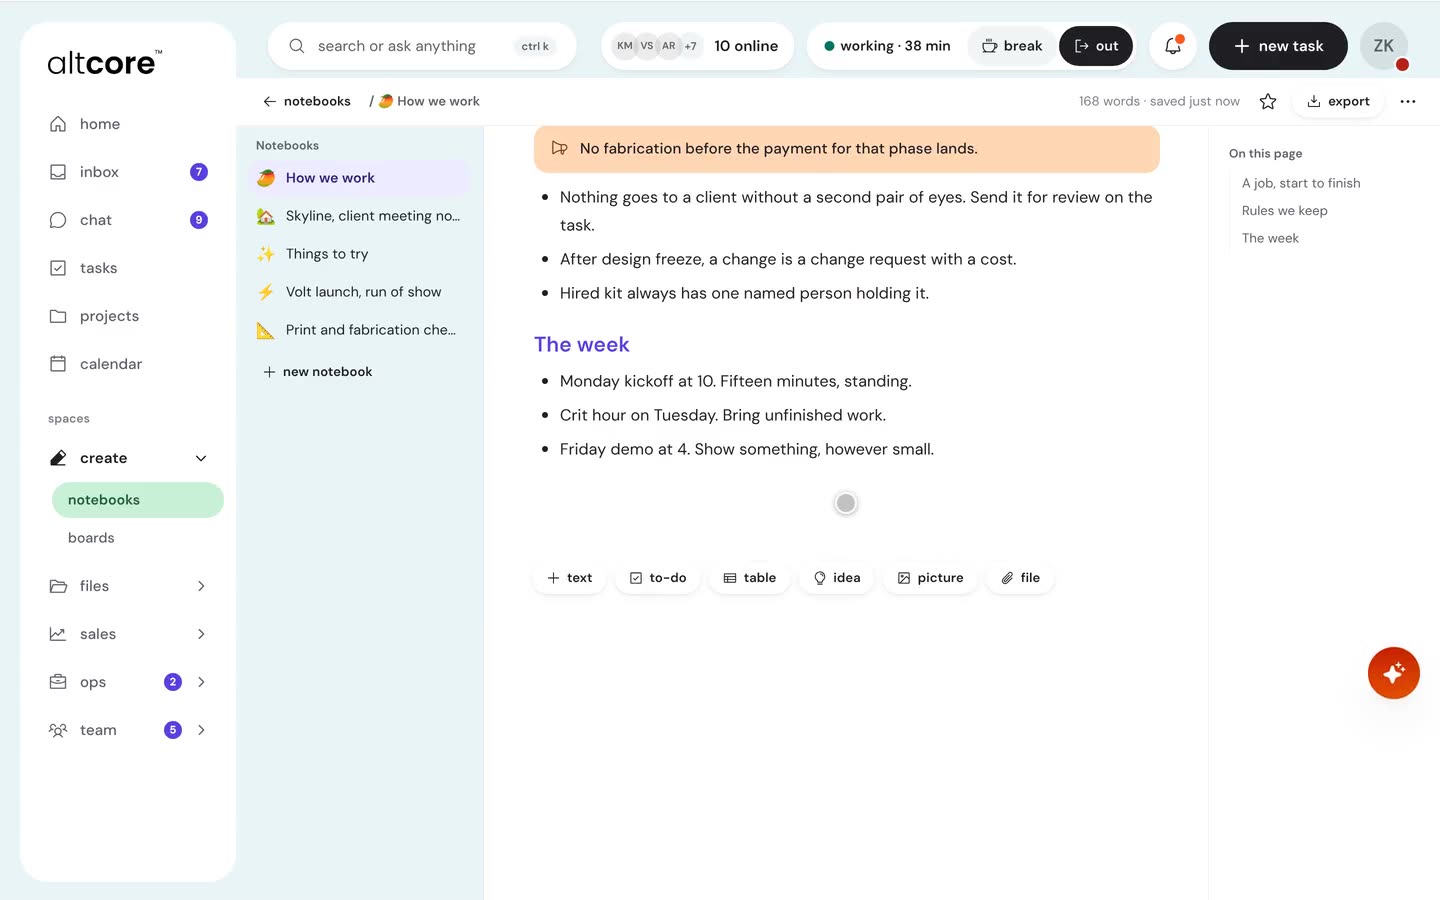 altcore™
search or ask anything
ctrl k
KM VS AR +7 10 online
working · 38 min
break
out
+ new task
ZK
home
inbox 7
chat 9
tasks
projects
calendar
spaces
create
notebooks
boards
files
sales
ops 2
team 5
← notebooks / How we work
168 words · saved just now
export
Notebooks
How we work
Skyline, client meeting no...
Things to try
Volt launch, run of show
Print and fabrication che...
+ new notebook
No fabrication before the payment for that phase lands.
• Nothing goes to a client without a second pair of eyes. Send it for review on the
task.
• After design freeze, a change is a change request with a cost.
• Hired kit always has one named person holding it.
The week
• Monday kickoff at 10. Fifteen minutes, standing.
• Crit hour on Tuesday. Bring unfinished work.
• Friday demo at 4. Show something, however small.
+ text
to-do
table
idea
picture
file
On this page
A job, start to finish
Rules we keep
The week